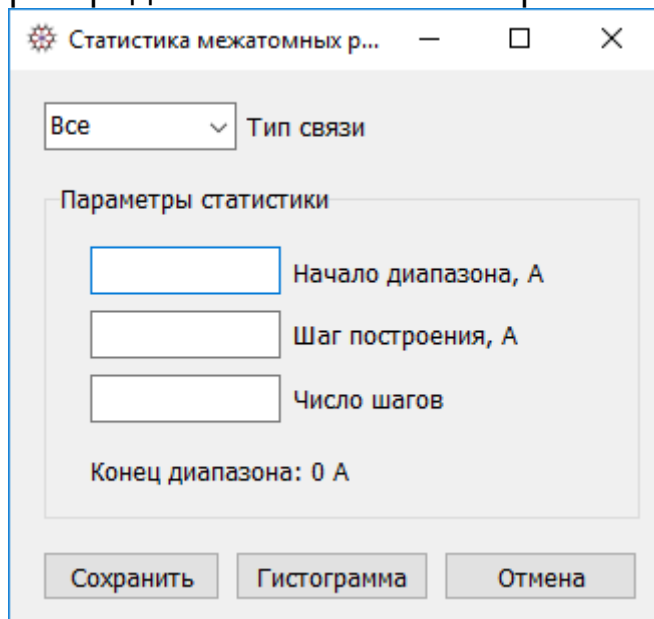 Статистика межатомных р...
Все Тип связи
Параметры статистики
Начало диапазона, А
Шаг построения, А
Число шагов
Конец диапазона: 0 А
Сохранить Гистограмма Отмена